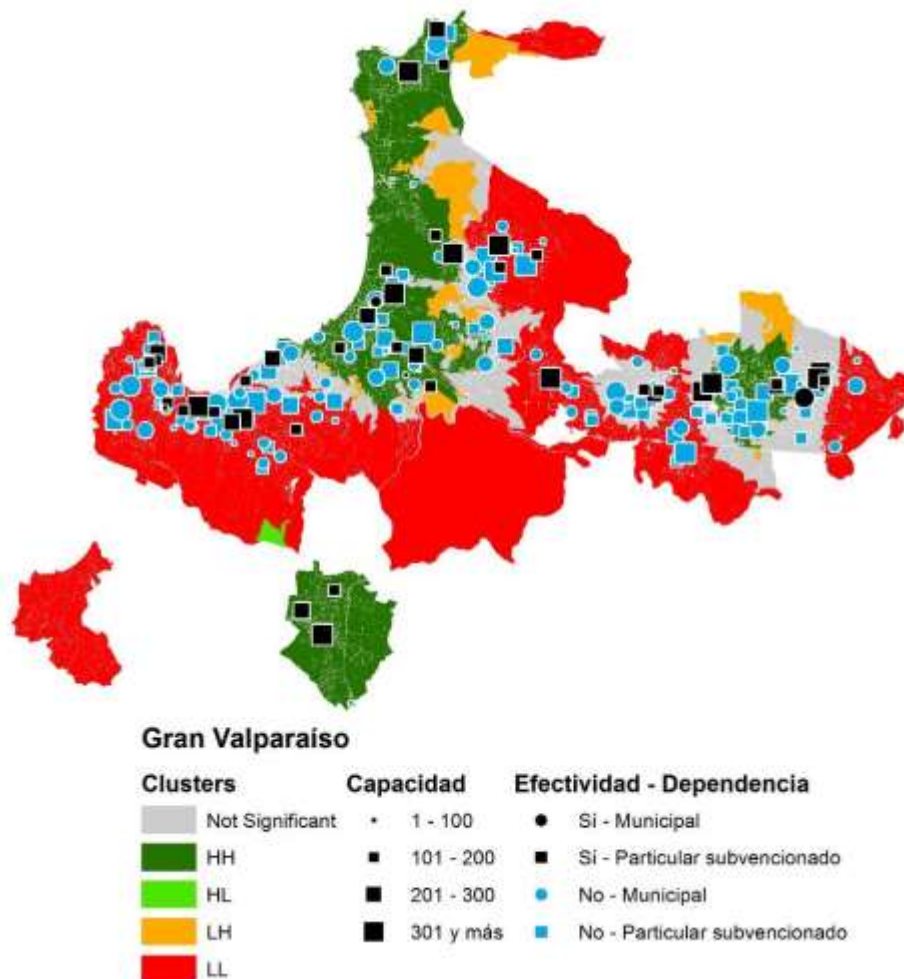 Gran Valparaíso
Clusters
Not Significant
HH
HL
LH
LL
Capacidad
1 - 100
101 - 200
201 - 300
301 y más
Efectividad - Dependencia
Si - Municipal
Si - Particular subvencionado
No - Municipal
No - Particular subvencionado